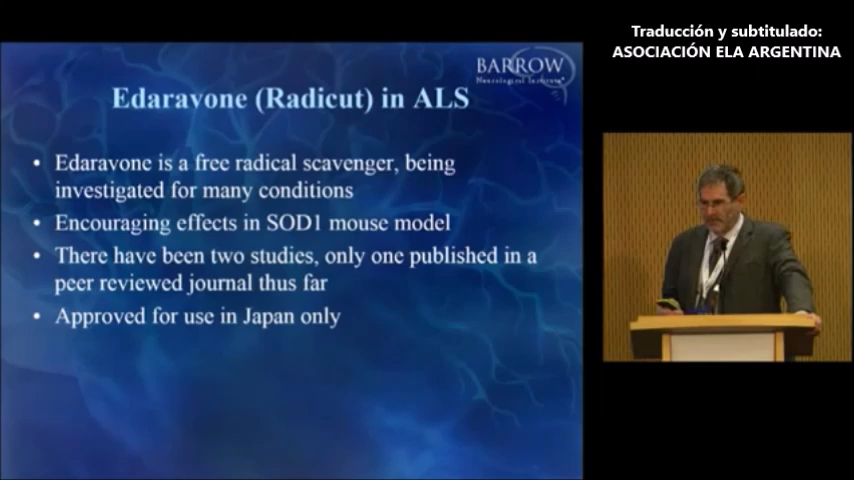 Traducción y subtitulado:
ASOCIACIÓN ELA ARGENTINA
BARROW
Neurological Institute
Edaravone (Radicut) in ALS
• Edaravone is a free radical scavenger, being
investigated for many conditions
• Encouraging effects in SOD1 mouse model
• There have been two studies, only one published in a
peer reviewed journal thus far
• Approved for use in Japan only